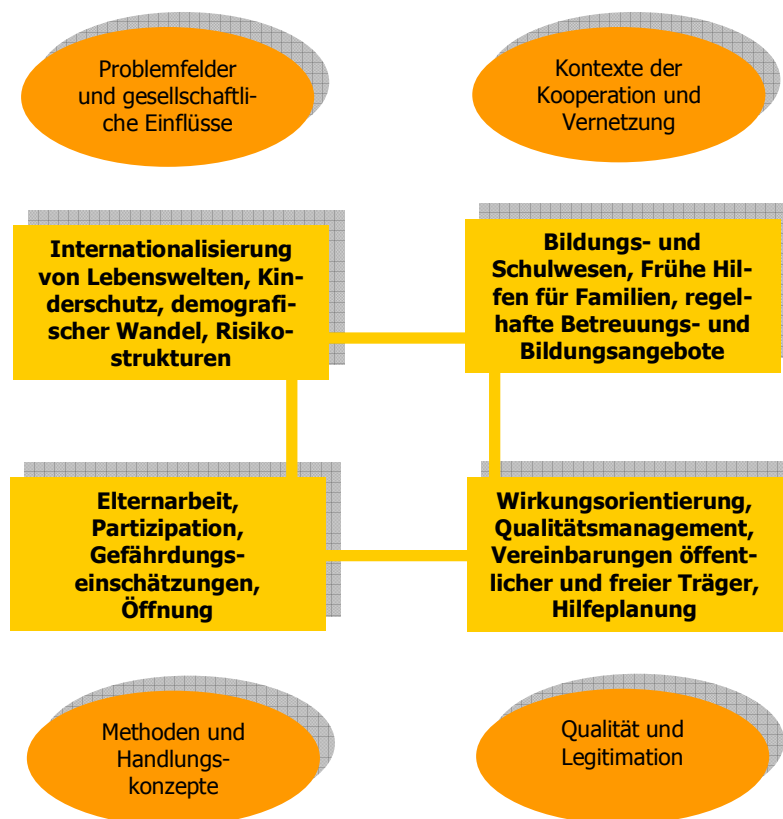 Problemfelder
und gesellschaftli-
che Einflüsse
Kontexte der
Kooperation und
Vernetzung
Internationalisierung
von Lebenswelten, Kin-
derschutz, demografi-
scher Wandel, Risiko-
strukturen
Bildungs- und
Schulwesen, Frühe Hil-
fen für Familien, regel-
hafte Betreuungs- und
Bildungsangebote
Elternarbeit,
Partizipation,
Gefährdungs-
einschätzungen,
Öffnung
Wirkungsorientierung,
Qualitätsmanagement,
Vereinbarungen öffent-
licher und freier Träger,
Hilfeplanung
Methoden und
Handlungs-
konzepte
Qualität und
Legitimation